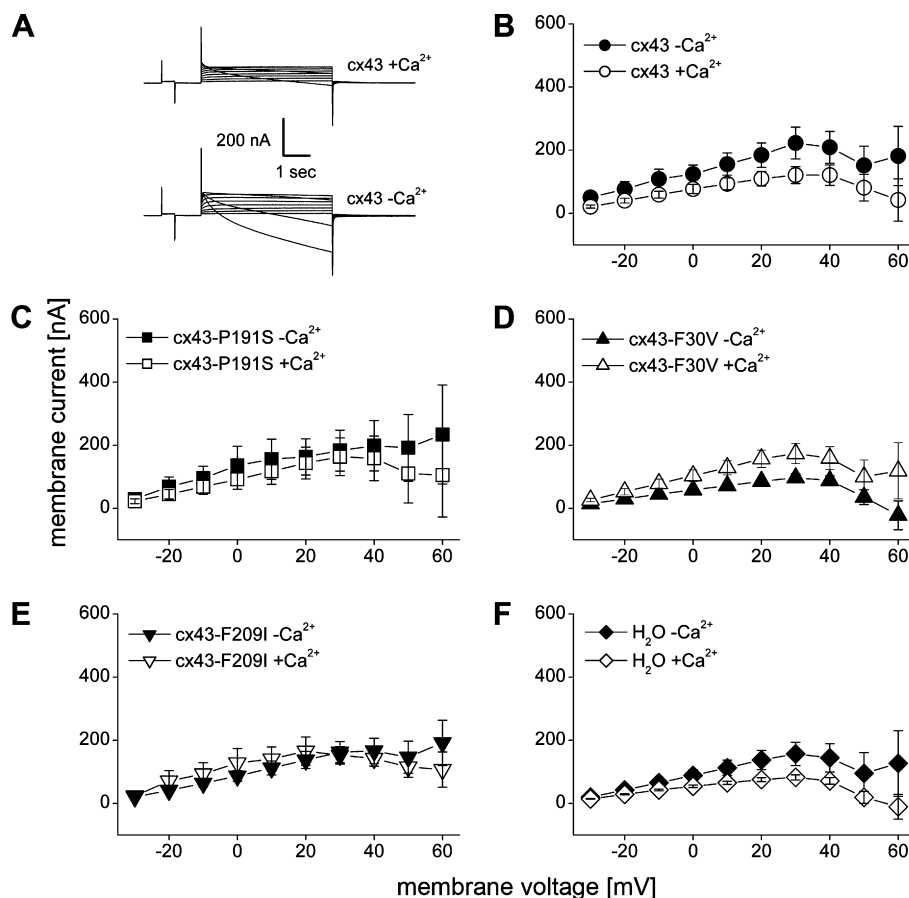 A
cx43 +Ca²⁺
200 nA
1 sec
cx43 -Ca²⁺
B
600
400
200
0
cx43 -Ca²⁺
cx43 +Ca²⁺
-20 0 20 40 60
membrane current [nA]
C
600
400
200
0
cx43-P191S -Ca²⁺
cx43-P191S +Ca²⁺
-20 0 20 40 60
D
600
400
200
0
cx43-F30V -Ca²⁺
cx43-F30V +Ca²⁺
-20 0 20 40 60
E
600
400
200
0
cx43-F209I -Ca²⁺
cx43-F209I +Ca²⁺
-20 0 20 40 60
F
600
400
200
0
H₂O -Ca²⁺
H₂O +Ca²⁺
-20 0 20 40 60
membrane voltage [mV]